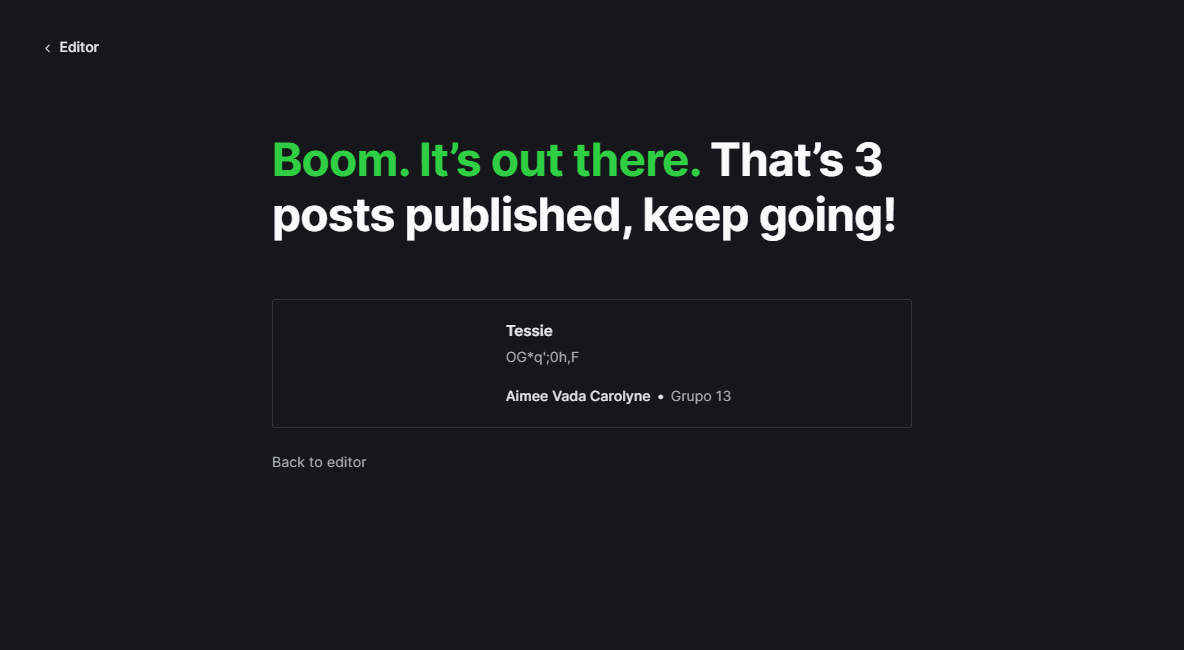 Editor
Boom. It’s out there. That’s 3
posts published, keep going!
Tessie
OG*q';0h,F
Aimee Vada Carolyne • Grupo 13
Back to editor